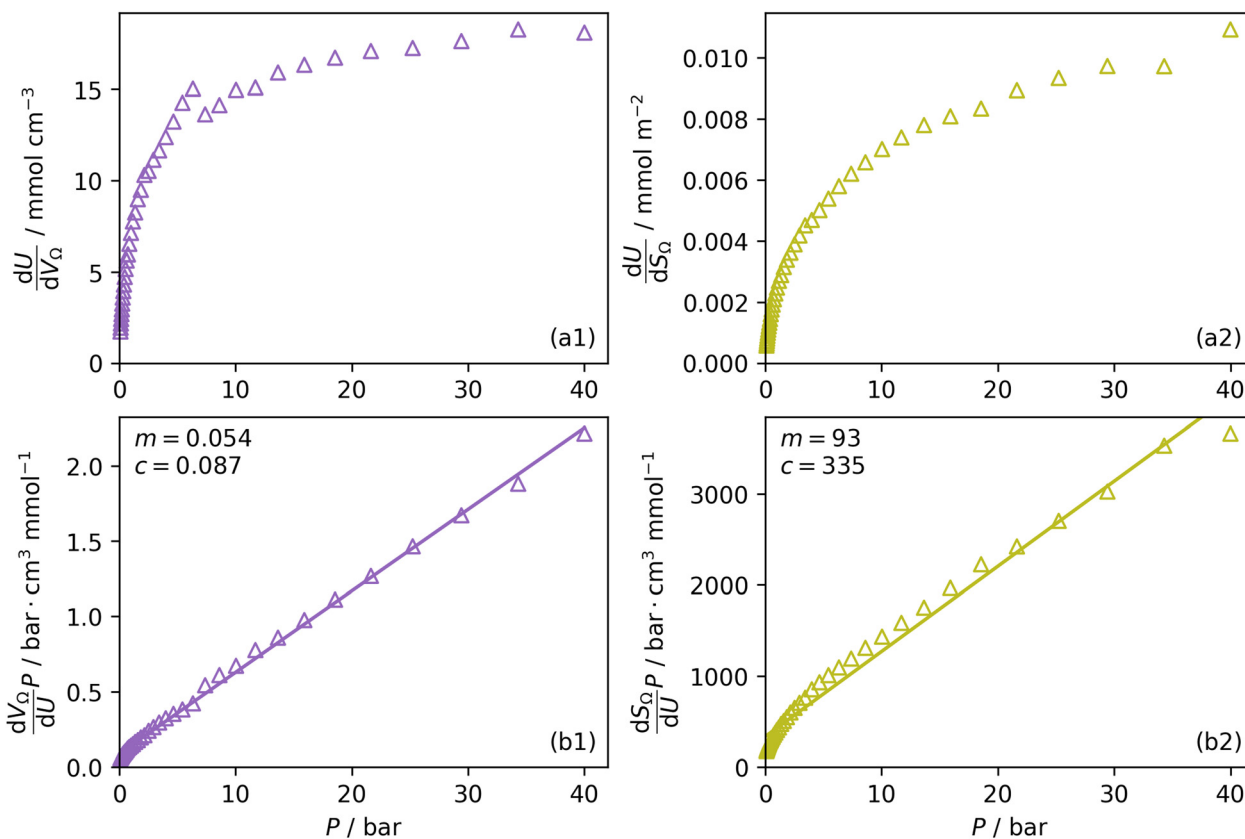 15
10
5
0
dU
dV_Ω / mmol cm⁻³
(a1)
0 10 20 30 40
0.010
0.008
0.006
0.004
0.002
0.000
dU
dS_Ω / mmol m⁻²
(a2)
0 10 20 30 40
m = 0.054
c = 0.087
2.0
1.5
1.0
0.5
0.0
dV_Ω
dU P / bar · cm³ mmol⁻¹
(b1)
0 10 20 30 40
P / bar
m = 93
c = 335
3000
2000
1000
0
dS_Ω
dU P / bar · cm³ mmol⁻¹
(b2)
0 10 20 30 40
P / bar